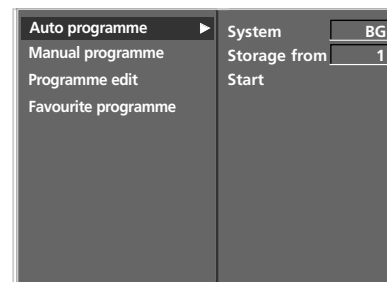 Auto programme
Manual programme
Programme edit
Favourite programme
System BG
Storage from 1
Start